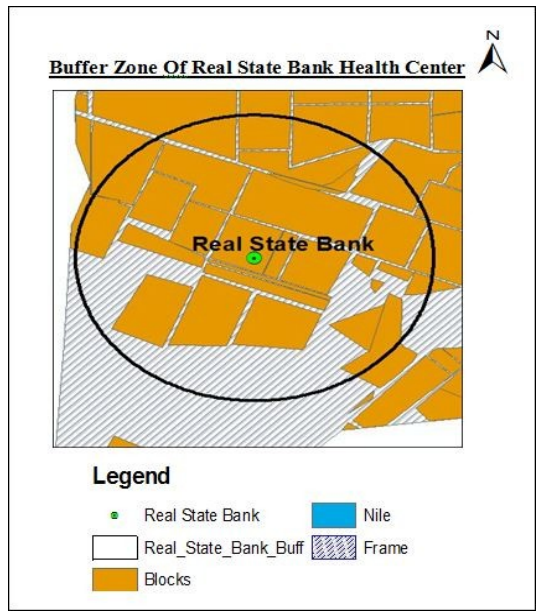 N
Buffer Zone Of Real State Bank Health Center
Real State Bank
Legend
Real State Bank
Nile
Real_State_Bank_Buff
Frame
Blocks